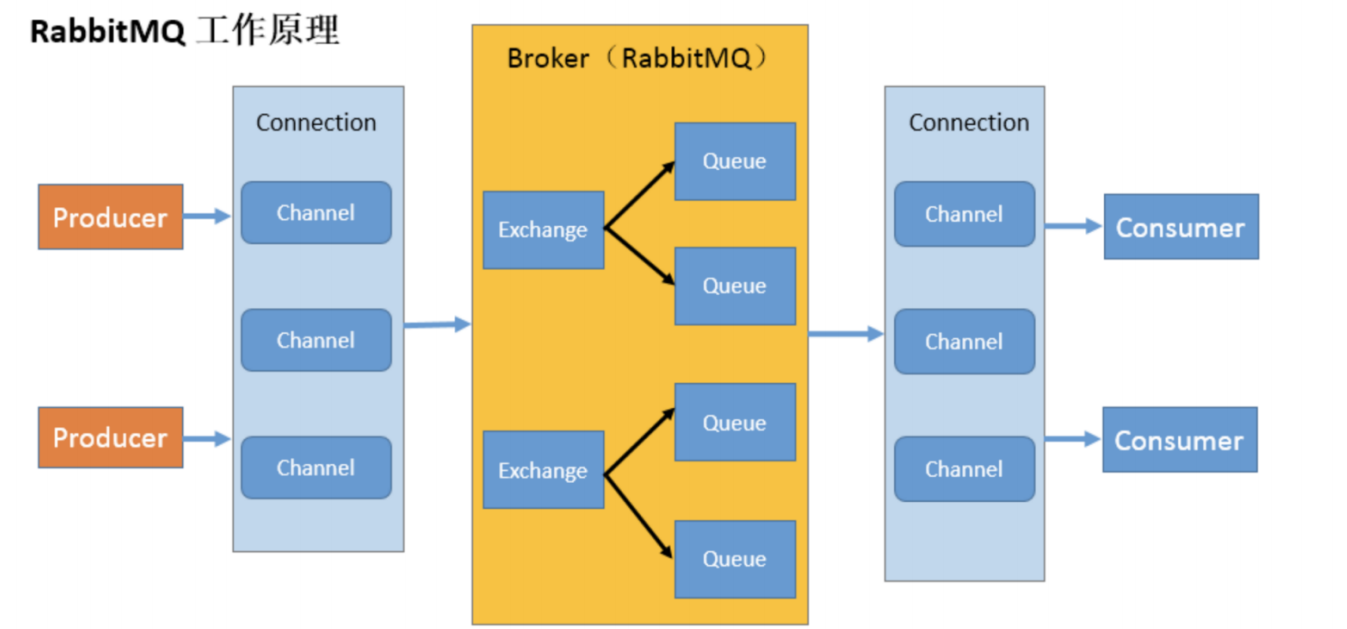 RabbitMQ 工作原理
Broker（RabbitMQ）
Connection
Connection
Queue
Channel
Channel
Producer
Exchange
Consumer
Queue
Channel
Channel
Queue
Producer
Consumer
Channel
Exchange
Channel
Queue